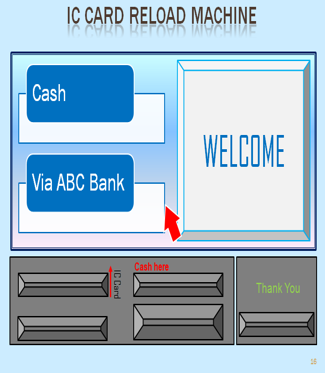 IC CARD RELOAD MACHINE
Cash
WELCOME
Via ABC Bank
Cash here
IC Card
Thank You
16